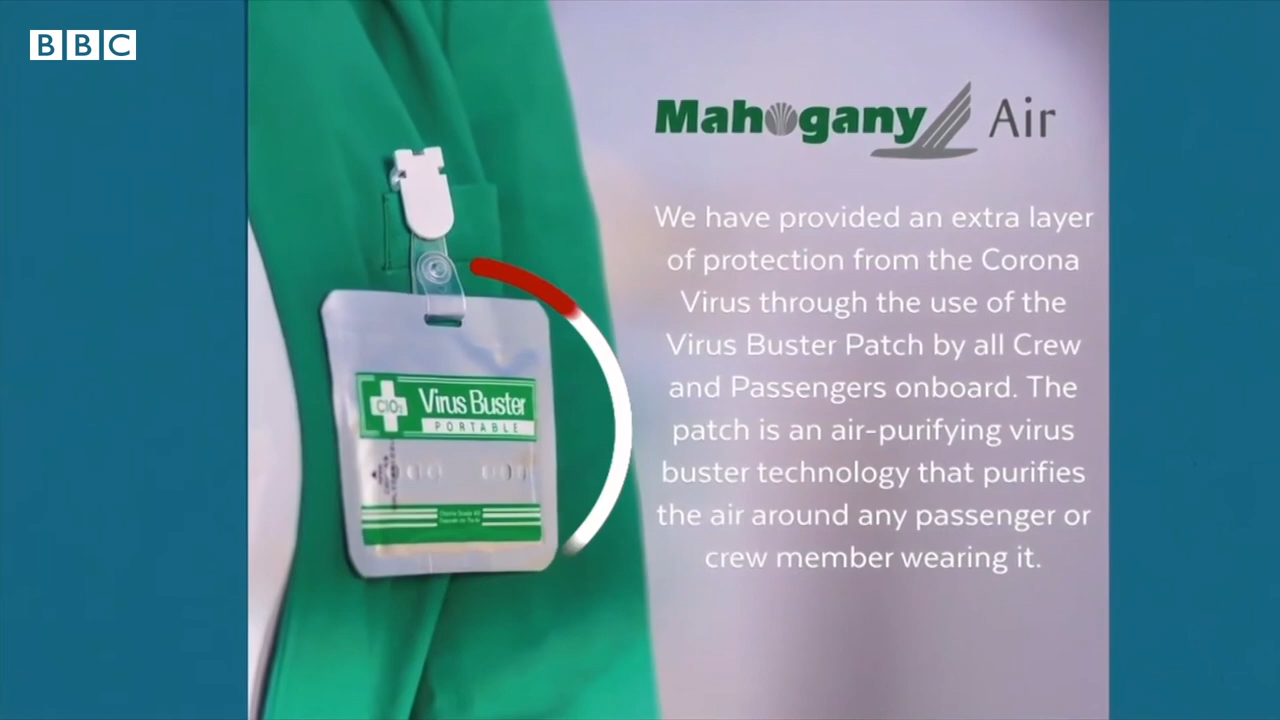 BBC
Mahogany Air
We have provided an extra layer
of protection from the Corona
Virus through the use of the
Virus Buster Patch by all Crew
and Passengers onboard. The
patch is an air-purifying virus
buster technology that purifies
the air around any passenger or
crew member wearing it.
ClO₂
Virus Buster
PORTABLE